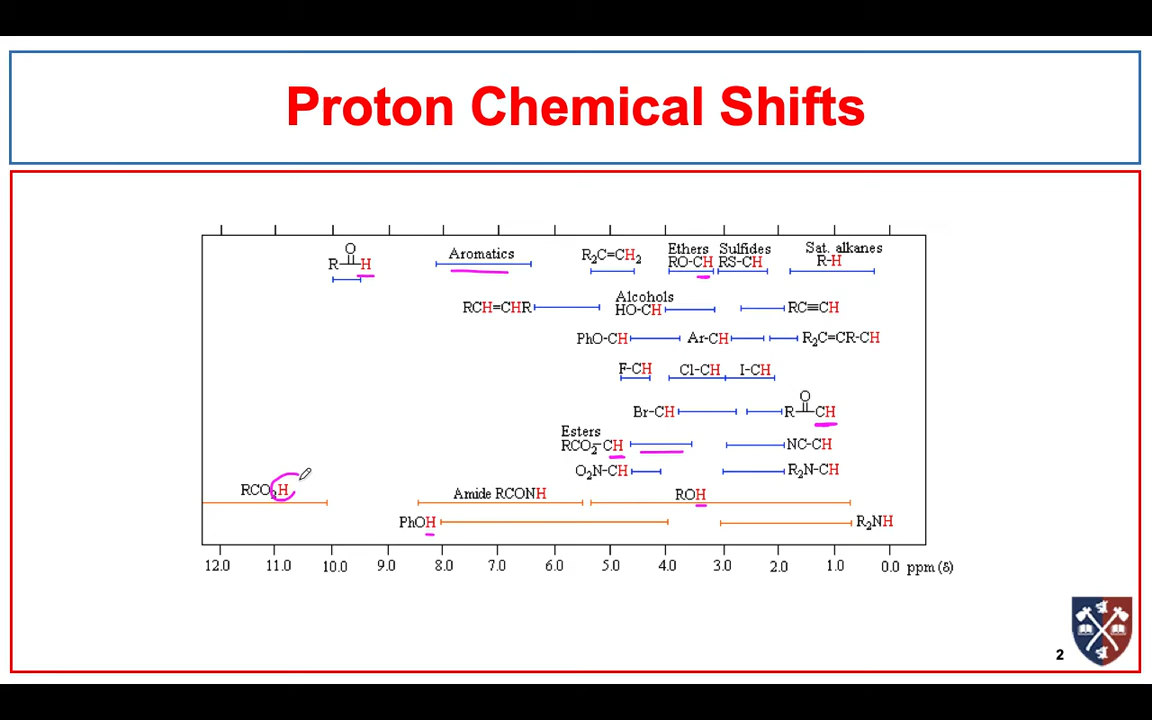 Proton Chemical Shifts
O
R H
Aromatics
R₂C=CH₂
Ethers
RO-CH
Sulfides
RS-CH
Sat. alkanes
R-H
RCH=CHR
Alcohols
HO-CH
RC≡CH
PhO-CH
Ar-CH
R₂C=CR-CH
F-CH
Cl-CH
I-CH
Br-CH
O
R CH
Esters
RCO₂-CH
NC-CH
O₂N-CH
R₂N-CH
RCO₂H
Amide RCONH
ROH
PhOH
R₂NH
12.0 11.0 10.0 9.0 8.0 7.0 6.0 5.0 4.0 3.0 2.0 1.0 0.0 ppm (δ)
2